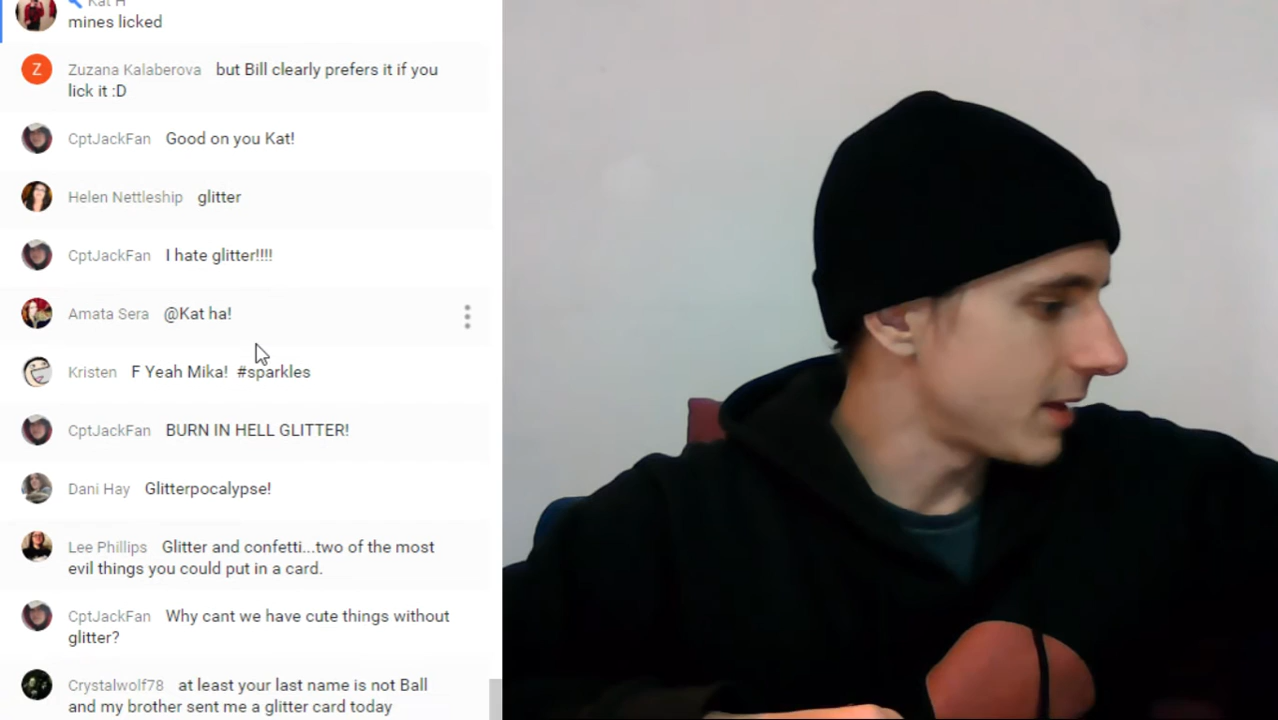 Kat H
mines licked
Z
Zuzana Kalaberova but Bill clearly prefers it if you
lick it :D
CptJackFan Good on you Kat!
Helen Nettleship glitter
CptJackFan I hate glitter!!!!
Amata Sera @Kat ha!
Kristen F Yeah Mika! #sparkles
CptJackFan BURN IN HELL GLITTER!
Dani Hay Glitterpocalypse!
Lee Phillips Glitter and confetti...two of the most
evil things you could put in a card.
CptJackFan Why cant we have cute things without
glitter?
Crystalwolf78 at least your last name is not Ball
and my brother sent me a glitter card today